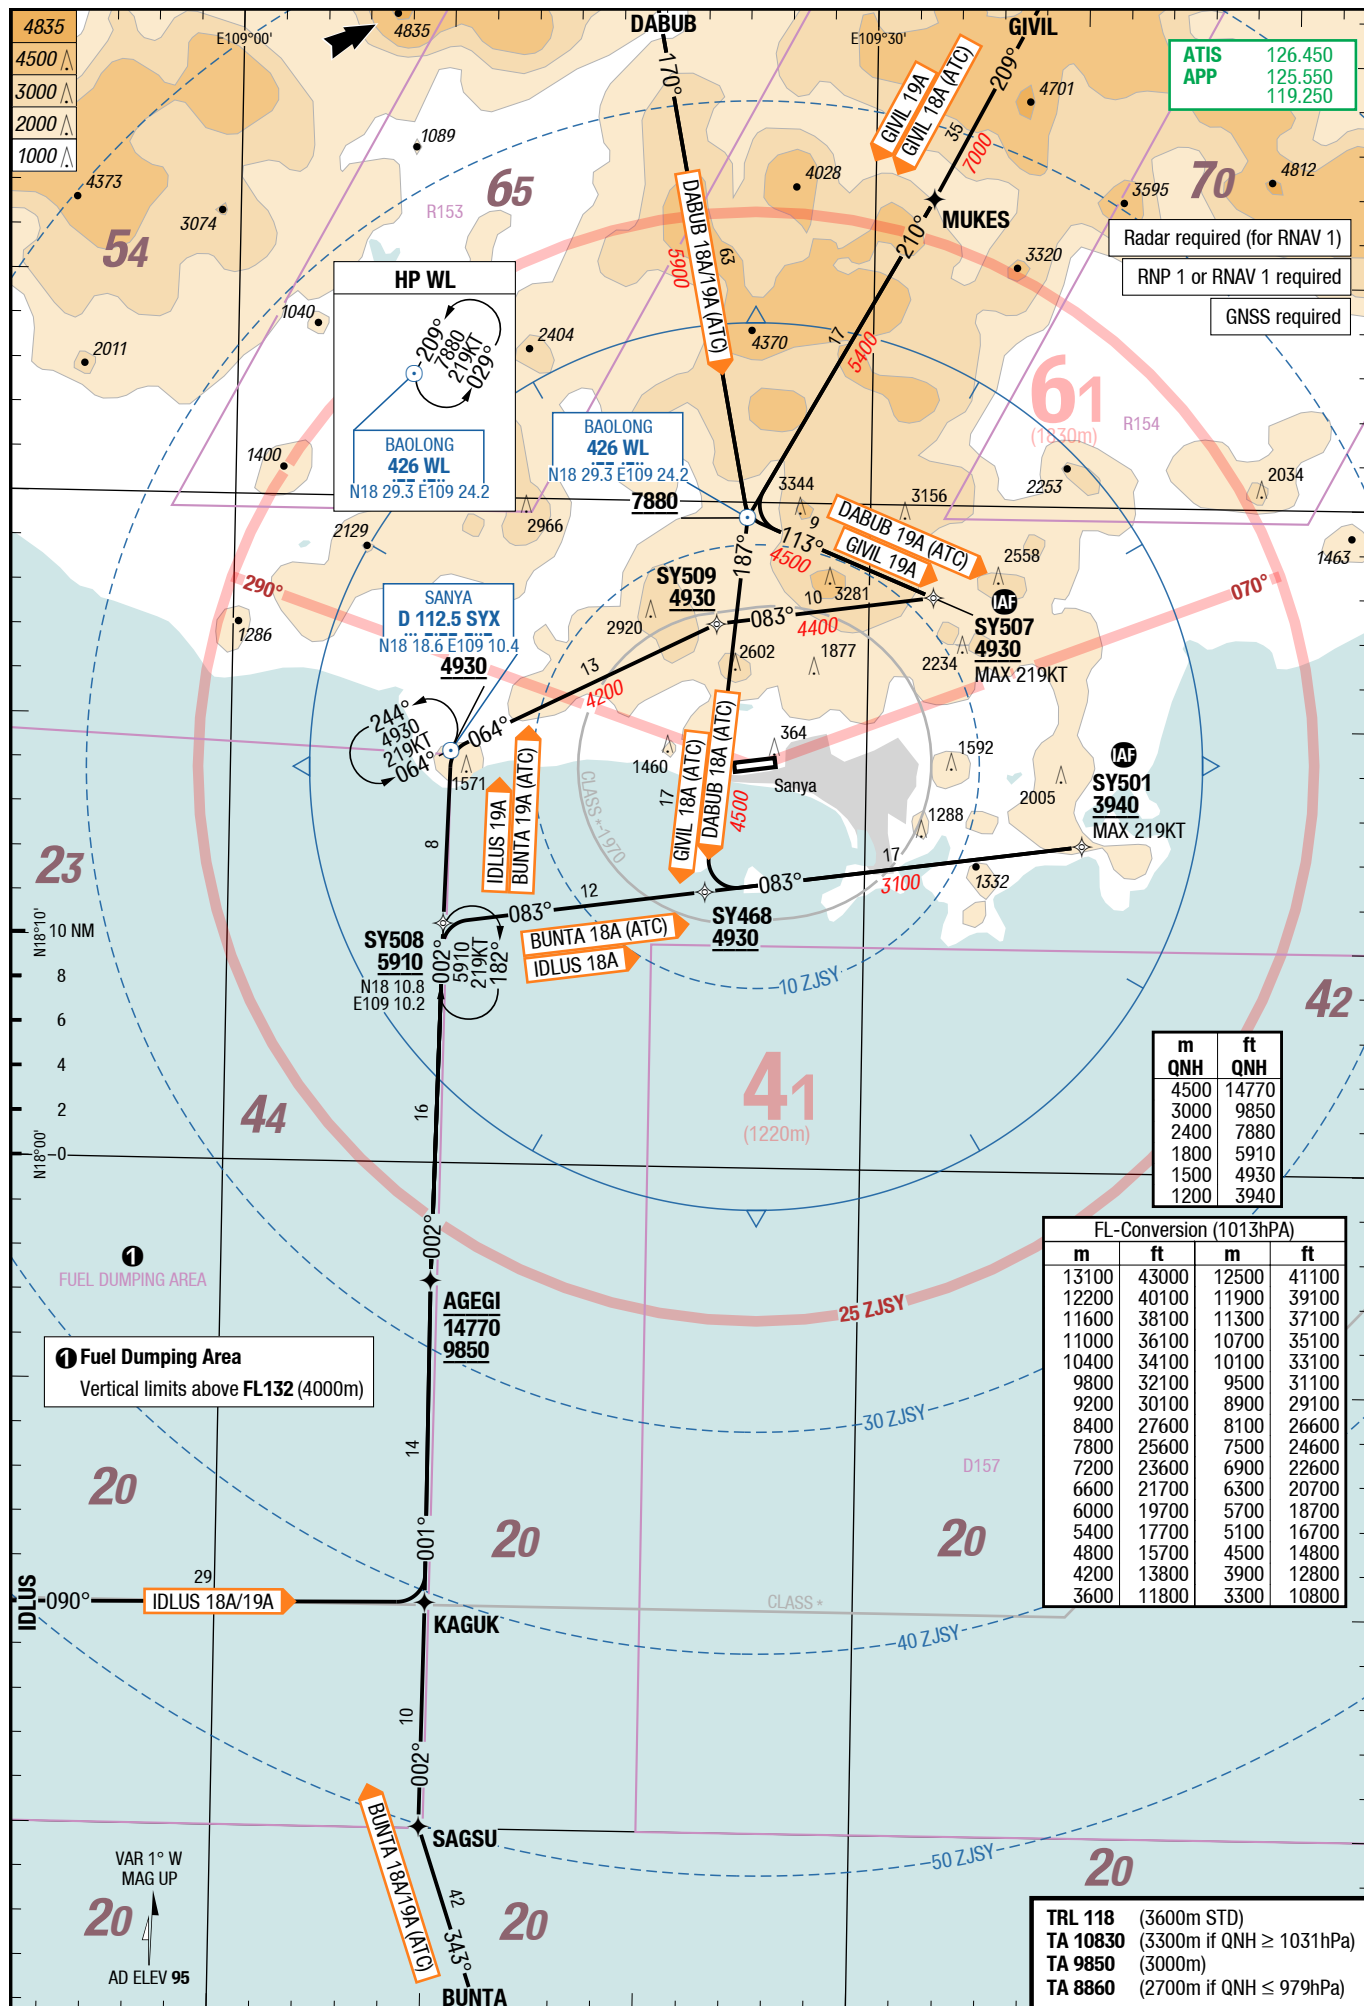 4835
4500
3000
2000
1000
E109°00'
4835
DABUB
E109°30'
GIVIL
ATIS 126.450
APP 125.550
119.250
170°
209°
GIVIL 19A
GIVIL 18A (ATC)
35
7000
4701
1089
4373
3074
65
R153
54
4028
3595
70
4812
MUKES
210°
Radar required (for RNAV 1)
RNP 1 or RNAV 1 required
GNSS required
3320
DABUB 18A/19A (ATC)
63
5900
HP WL
209°
7880
219KT
029°
BAOLONG
426 WL
N18 29.3 E109 24.2
1040
2011
2404
4370
17
5400
61
(1830m)
R154
1400
BAOLONG
426 WL
N18 29.3 E109 24.2
7880
2966
2129
3344
3156
2253
2034
1463
9
113°
4500
DABUB 19A (ATC)
GIVIL 19A
2558
187°
290°
070°
1286
SANYA
D 112.5 SYX
N18 18.6 E109 10.4
4930
SY509
4930
2920
3281
10
083°
4400
IAF
SY507
4930
MAX 219KT
2602
1877
2234
13
4200
064°
244°
4930
219KT
064°
1571
1460
364
Sanya
1592
2005
IAF
SY501
3940
MAX 219KT
1288
1332
CLASS *-1970
17
GIVIL 18A (ATC)
DABUB 18A (ATC)
4500
IDLUS 19A
BUNTA 19A (ATC)
8
23
12
083°
083°
17
3100
SY468
4930
BUNTA 18A (ATC)
IDLUS 18A
SY508
5910
N18 10.8
E109 10.2
002°
5910
219KT
182°
N18°10'
10 NM
8
6
4
2
0
N18°00'
10 ZJSY
42
44
16
41
(1220m)
m ft
QNH QNH
4500 14770
3000 9850
2400 7880
1800 5910
1500 4930
1200 3940
002°
1
FUEL DUMPING AREA
AGEGI
14770
9850
25 ZJSY
FL-Conversion (1013hPA)
m ft m ft
13100 43000 12500 41100
12200 40100 11900 39100
11600 38100 11300 37100
11000 36100 10700 35100
10400 34100 10100 33100
9800 32100 9500 31100
9200 30100 8900 29100
8400 27600 8100 26600
7800 25600 7500 24600
7200 23600 6900 22600
6600 21700 6300 20700
6000 19700 5700 18700
5400 17700 5100 16700
4800 15700 4500 14800
4200 13800 3900 12800
3600 11800 3300 10800
1 Fuel Dumping Area
Vertical limits above FL132 (4000m)
30 ZJSY
14
D157
20
20
20
001°
IDLUS
090°
29
IDLUS 18A/19A
KAGUK
CLASS *
40 ZJSY
10
002°
SAGSU
BUNTA 18A/19A (ATC)
42
343°
BUNTA
50 ZJSY
20
20
20
VAR 1° W
MAG UP
AD ELEV 95
TRL 118 (3600m STD)
TA 10830 (3300m if QNH ≥ 1031hPa)
TA 9850 (3000m)
TA 8860 (2700m if QNH ≤ 979hPa)